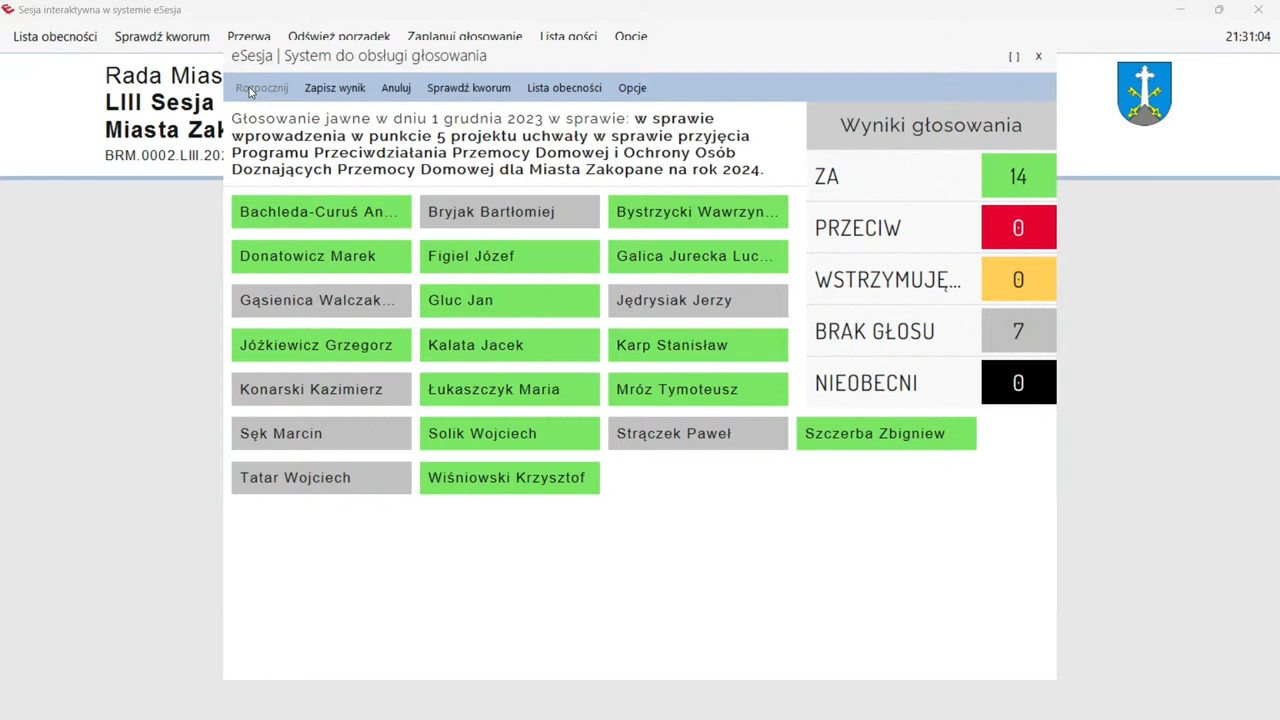 Sesja interaktywna w systemie eSesja
Lista obecności Sprawdź kworum Przerwa Odśwież porządek Zaplanuj głosowanie Lista gości Opcje 21:31:04
eSesja | System do obsługi głosowania [ ] x
Rada Mias
LIII Sesja
Miasta Zak
BRM.0002.LIII.202
Rozpocznij Zapisz wynik Anuluj Sprawdź kworum Lista obecności Opcje
Głosowanie jawne w dniu 1 grudnia 2023 w sprawie: w sprawie
wprowadzenia w punkcie 5 projektu uchwały w sprawie przyjęcia
Programu Przeciwdziałania Przemocy Domowej i Ochrony Osób
Doznających Przemocy Domowej dla Miasta Zakopane na rok 2024.
Wyniki głosowania
ZA 14
PRZECIW 0
WSTRZYMUJĘ... 0
BRAK GŁOSU 7
NIEOBECNI 0
Bachleda-Curuś An... Bryjak Bartłomiej Bystrzycki Wawrzyn...
Donatowicz Marek Figiel Józef Galica Jurecka Luc...
Gąsienica Walczak... Gluc Jan Jędrysiak Jerzy
Jóźkiewicz Grzegorz Kalata Jacek Karp Stanisław
Konarski Kazimierz Łukaszczyk Maria Mróz Tymoteusz
Sęk Marcin Solik Wojciech Strączek Paweł Szczerba Zbigniew
Tatar Wojciech Wiśniowski Krzysztof